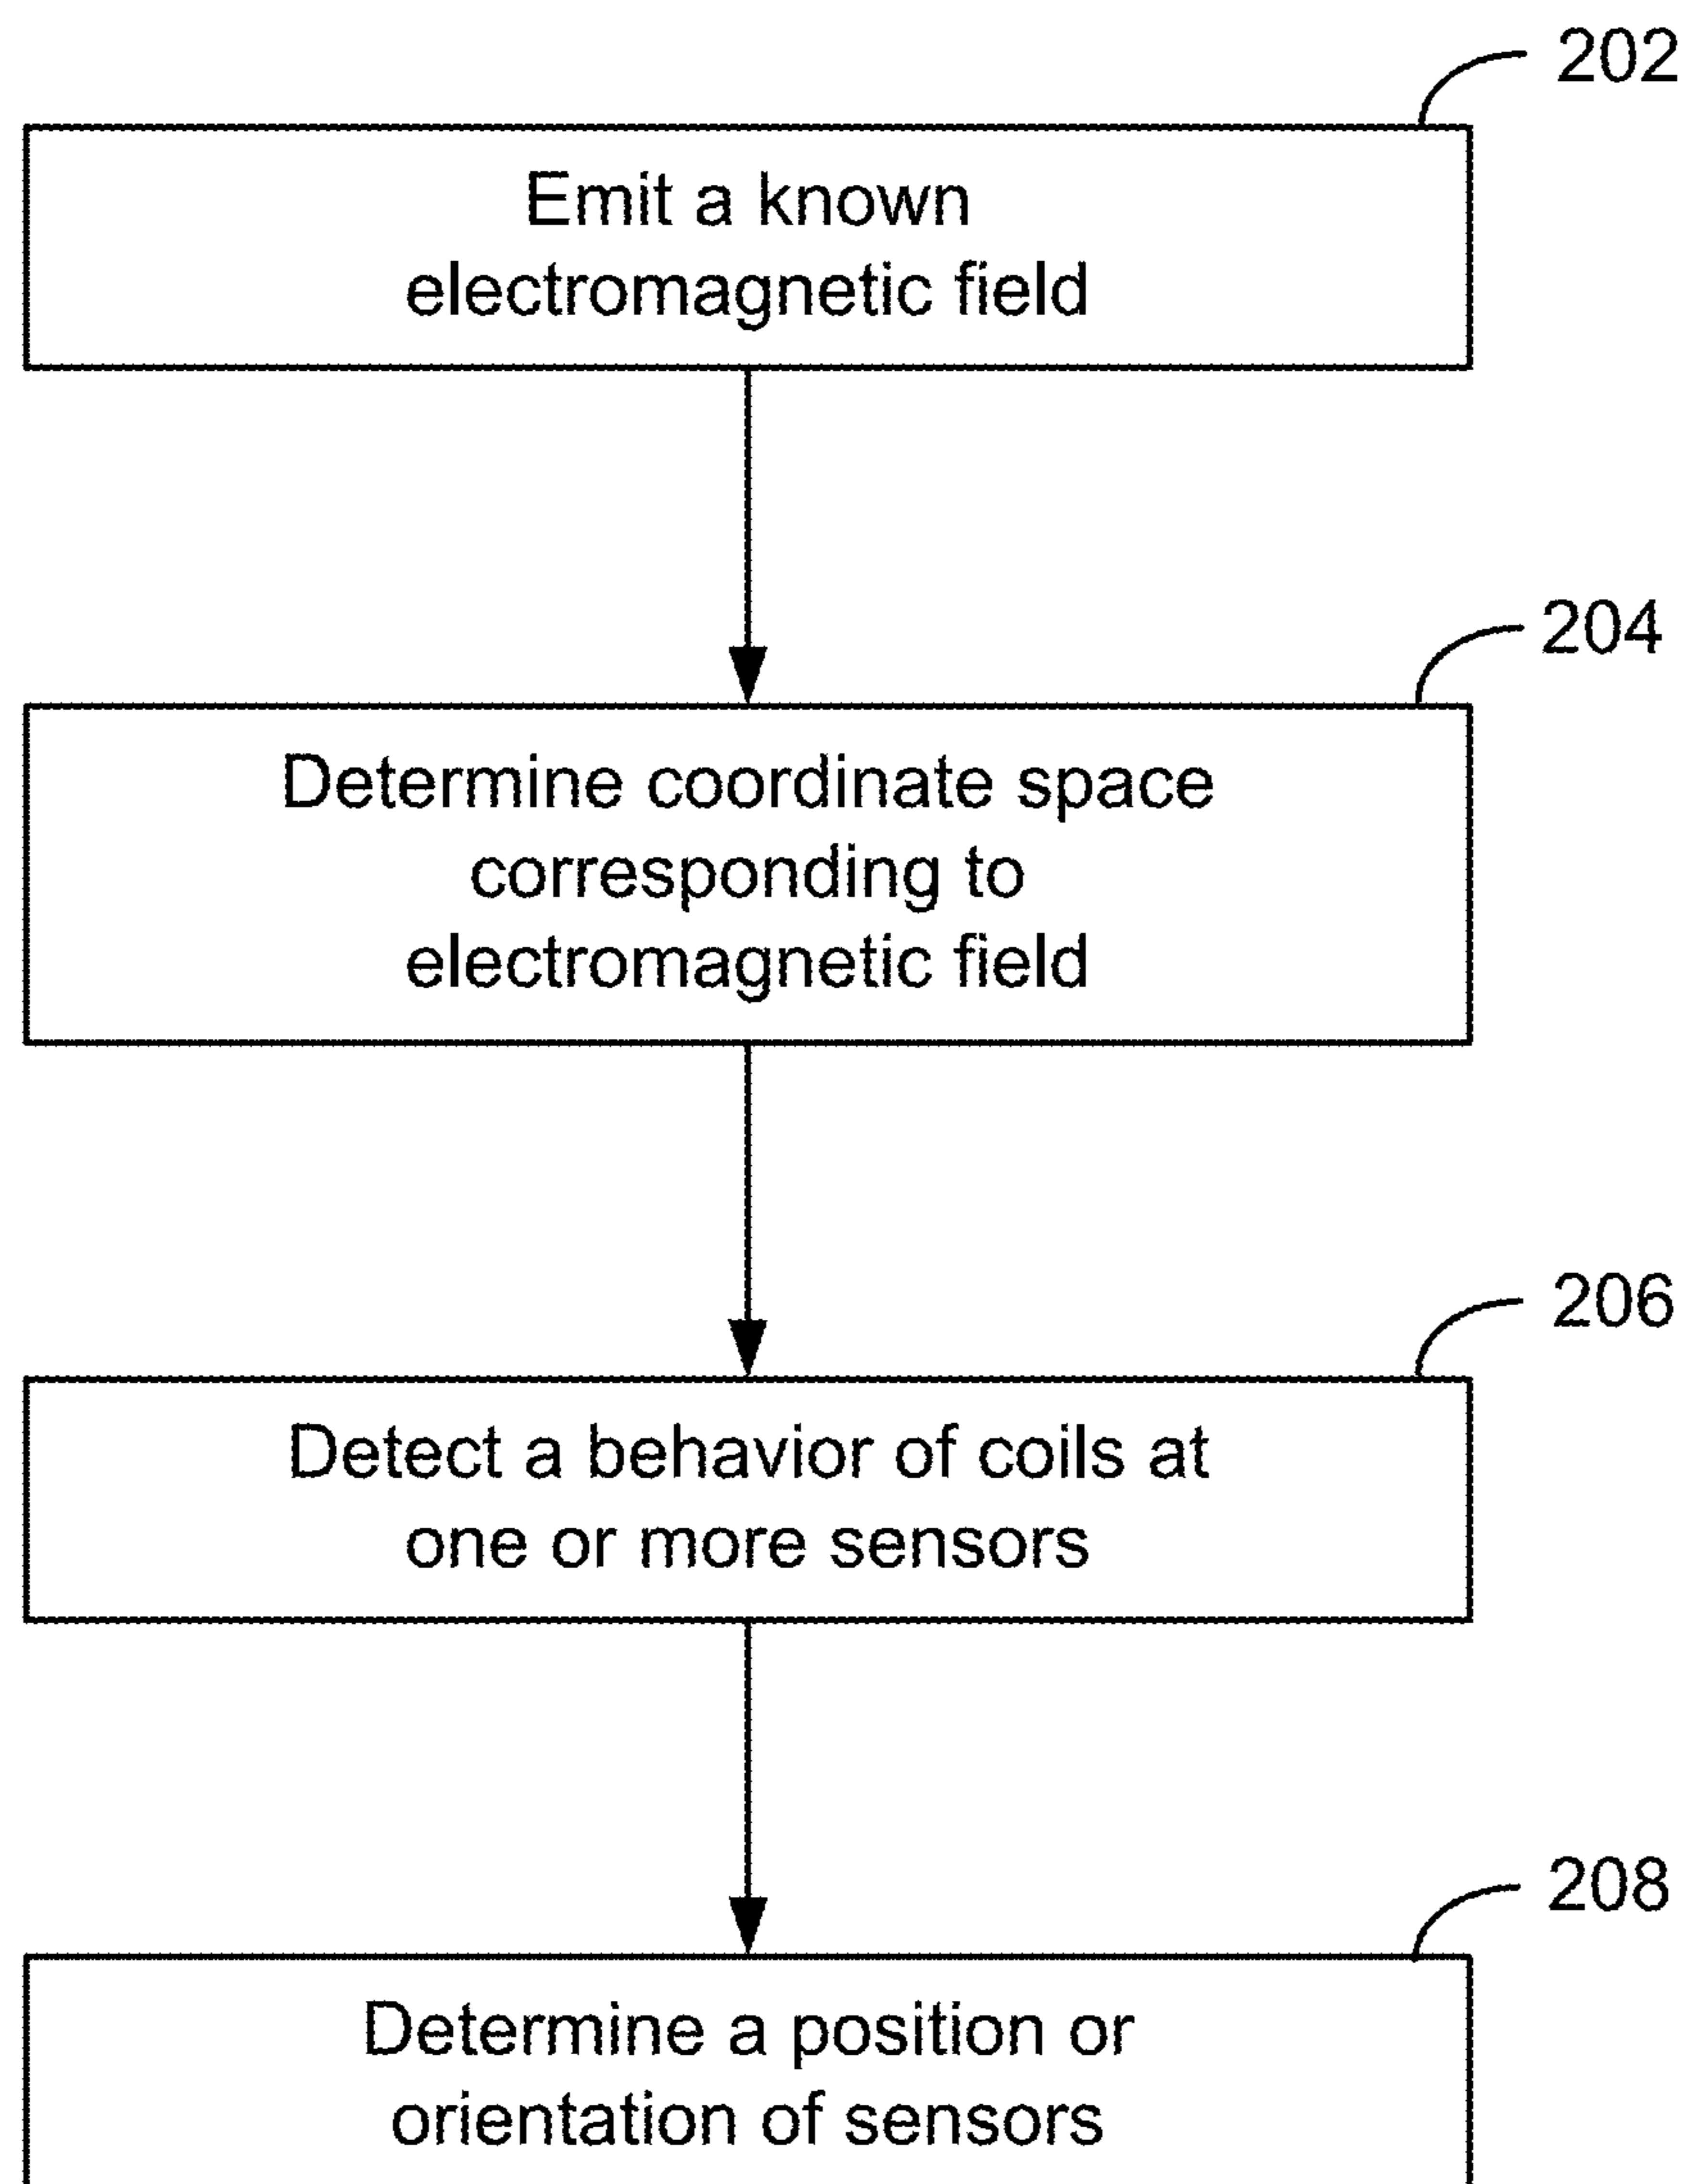 202
Emit a known
electromagnetic field
204
Determine coordinate space
corresponding to
electromagnetic field
206
Detect a behavior of coils at
one or more sensors
208
Determine a position or
orientation of sensors